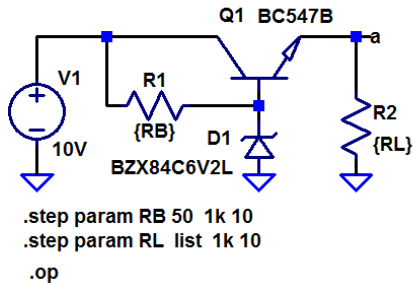 Q1 BC547B
a
V1
R1
R2
{RB}
D1
{RL}
10V
BZX84C6V2L
.step param RB 50 1k 10
.step param RL list 1k 10
.op